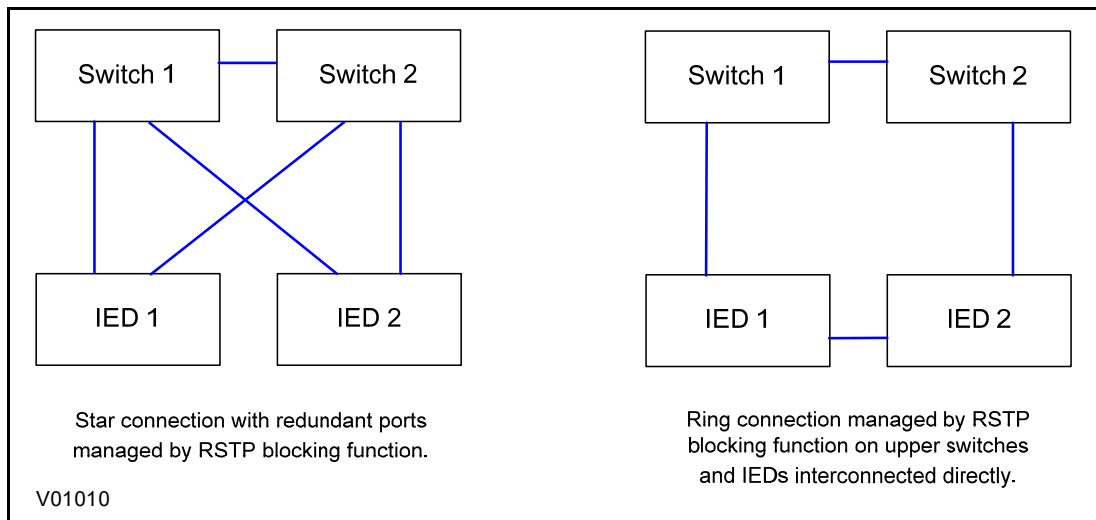 Switch 1
Switch 2
IED 1
IED 2
Star connection with redundant ports
managed by RSTP blocking function.
Switch 1
Switch 2
IED 1
IED 2
Ring connection managed by RSTP
blocking function on upper switches
and IEDs interconnected directly.
V01010